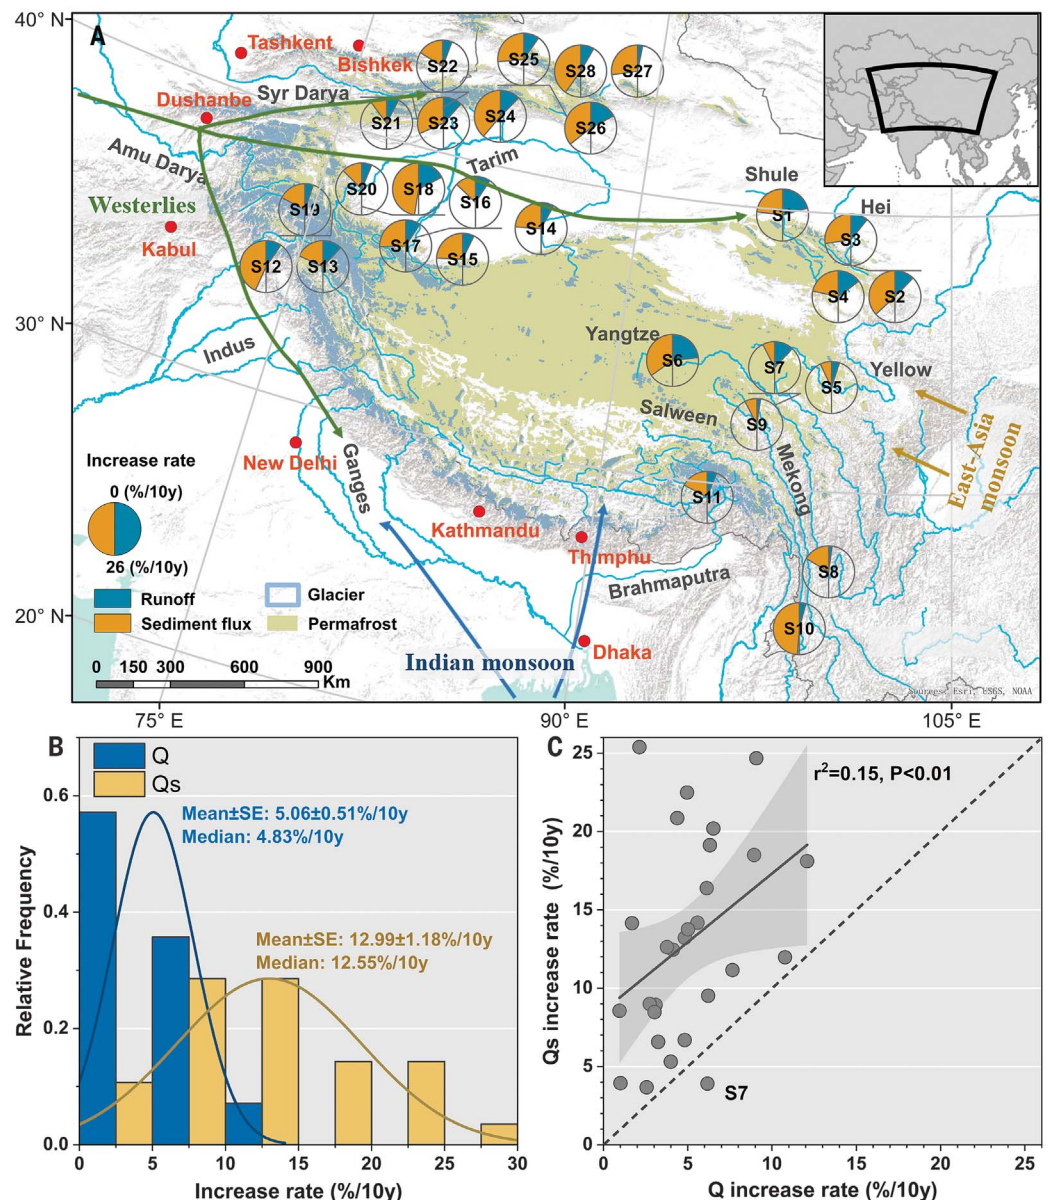 40° N
A
Tashkent
Bishkek
S22
S25
S28
S27
Dushanbe
Syr Darya
S21
S23
S24
S26
Amu Darya
Tarim
S20
S18
S16
Shule
Westerlies
S19
S1
Hei
Kabul
S17
S14
S3
S12
S13
S15
S4
S2
30° N
Indus
Yangtze
S6
S7
S5
Yellow
Salween
S9
East-Asia
monsoon
New Delhi
Ganges
Mekong
Increase rate
0 (%/10y)
26 (%/10y)
S11
Kathmandu
Thimphu
S8
Brahmaputra
Runoff
Glacier
20° N
Sediment flux
Permafrost
S10
Dhaka
Indian monsoon
0 150 300 600 900
Km
Sources: Esri, USGS, NOAA
75° E
90° E
105° E
B
Q
Qs
Mean±SE: 5.06±0.51%/10y
Median: 4.83%/10y
Mean±SE: 12.99±1.18%/10y
Median: 12.55%/10y
Relative Frequency
0.6
0.4
0.2
0.0
0 5 10 15 20 25 30
Increase rate (%/10y)
C
r²=0.15, P<0.01
Qs increase rate (%/10y)
25
20
15
10
5
0
S7
0 5 10 15 20 25
Q increase rate (%/10y)